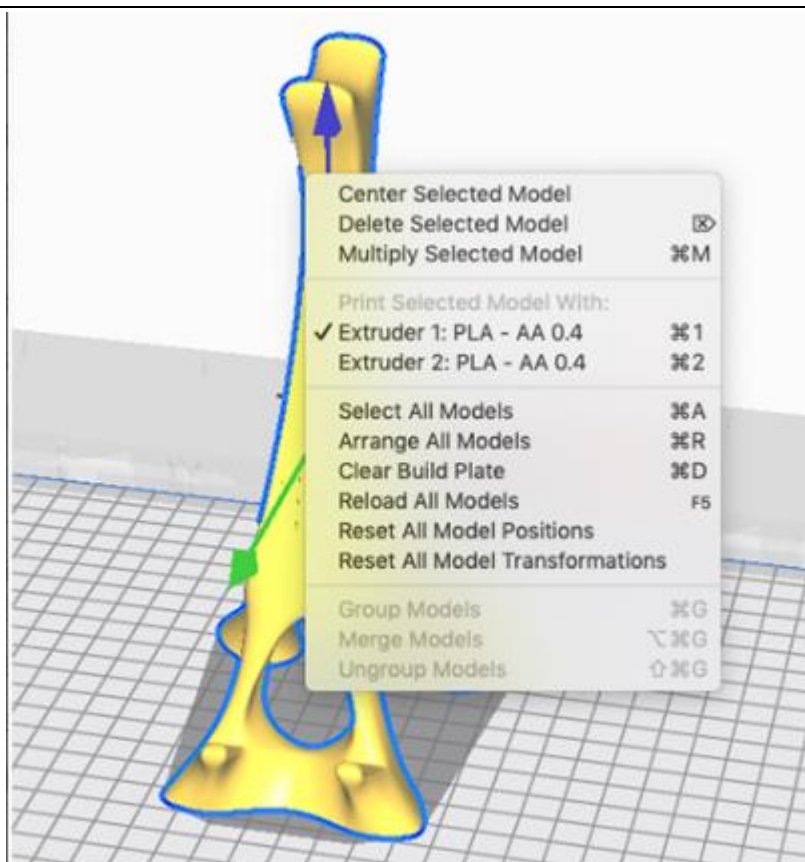 Center Selected Model
Delete Selected Model ⌦
Multiply Selected Model ⌘M
Print Selected Model With:
✓ Extruder 1: PLA - AA 0.4 ⌘1
Extruder 2: PLA - AA 0.4 ⌘2
Select All Models ⌘A
Arrange All Models ⌘R
Clear Build Plate ⌘D
Reload All Models F5
Reset All Model Positions
Reset All Model Transformations
Group Models ⌘G
Merge Models ⌥⌘G
Ungroup Models ⇧⌘G